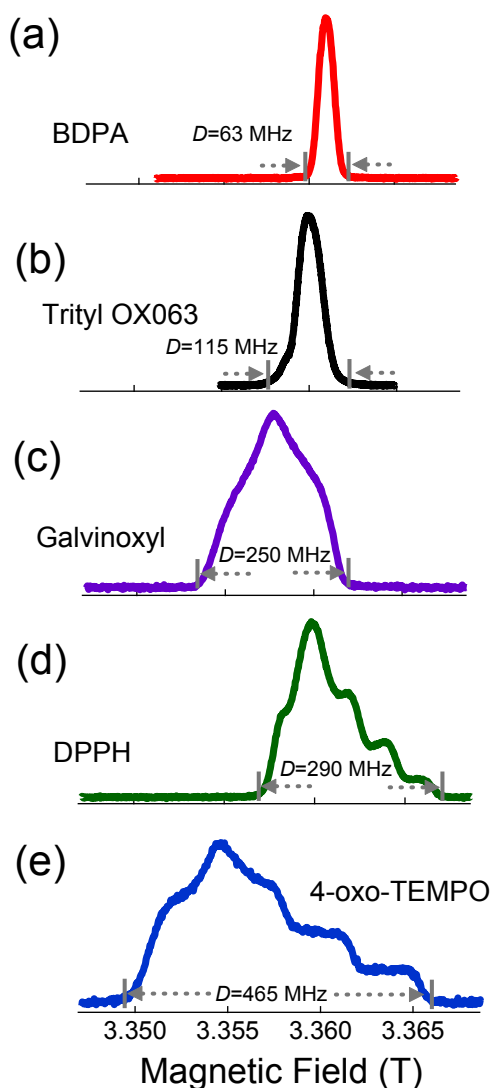 (a)
BDPA
D=63 MHz
(b)
Trityl OX063
D=115 MHz
(c)
Galvinoxyl
D=250 MHz
(d)
DPPH
D=290 MHz
(e)
4-oxo-TEMPO
D=465 MHz
3.350 3.355 3.360 3.365
Magnetic Field (T)